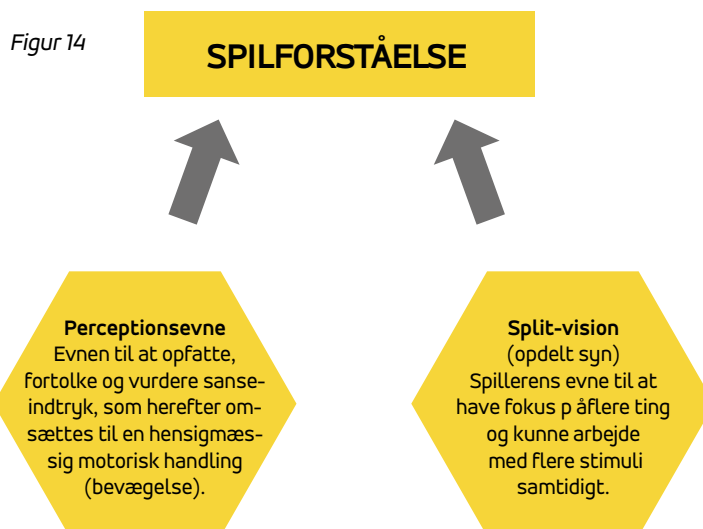 Figur 14
SPILFORSTÅELSE
Perceptionsevne
Evnen til at opfatte,
fortolke og vurdere sanse-
indtryk, som herefter om-
sættes til en hensigmæs-
sig motorisk handling
(bevægelse).
Split-vision
(opdelt syn)
Spillerens evne til at
have fokus p åflere ting
og kunne arbejde
med flere stimuli
samtidigt.